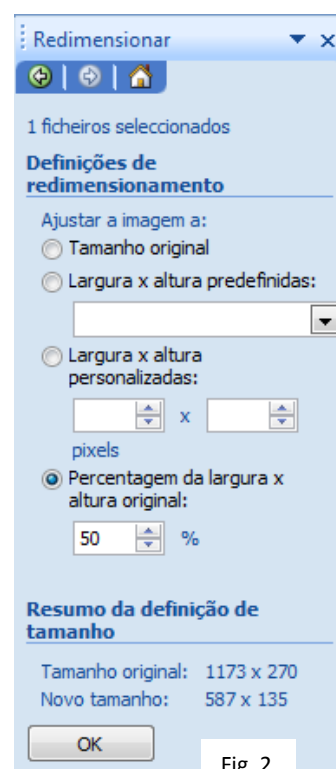 Redimensionar
1 ficheiros seleccionados
Definições de
redimensionamento
Ajustar a imagem a:
Tamanho original
Largura x altura predefinidas:
Largura x altura
personalizadas:
x
pixels
Percentagem da largura x
altura original:
50 %
Resumo da definição de
tamanho
Tamanho original: 1173 x 270
Novo tamanho: 587 x 135
OK
Fig. 2